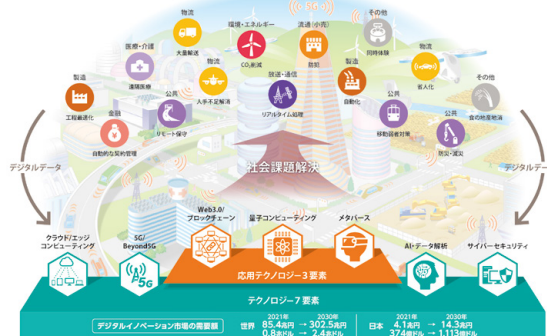 5G
物流
大量輸送
環境・エネルギー
CO₂削減
流通(小売)
防犯
その他
同時体験
医療・介護
遠隔医療
物流
人手不足解消
放送・通信
リアルタイム処理
製造
自動化
物流
省人化
製造
工程最適化
金融
自動的な契約管理
公共
リモート保守
公共
移動弱者対策
公共
防災・減災
その他
食の地産地消
デジタルデータ
社会課題解決
デジタルデー
クラウド/エッジ
コンピューティング
5G/
Beyond5G
Web3.0/
ブロックチェーン
量子コンピューティング
メタバース
AI・データ解析
サイバーセキュリティ
5G
応用テクノロジー3要素
テクノロジー7要素
デジタルイノベーション市場の需要額
世界
2021年
2030年
85.4兆円 → 302.5兆円
0.8兆ドル → 2.4兆ドル
日本
2021年
2030年
4.1兆円 → 14.3兆円
374億ドル → 1,113億ドル